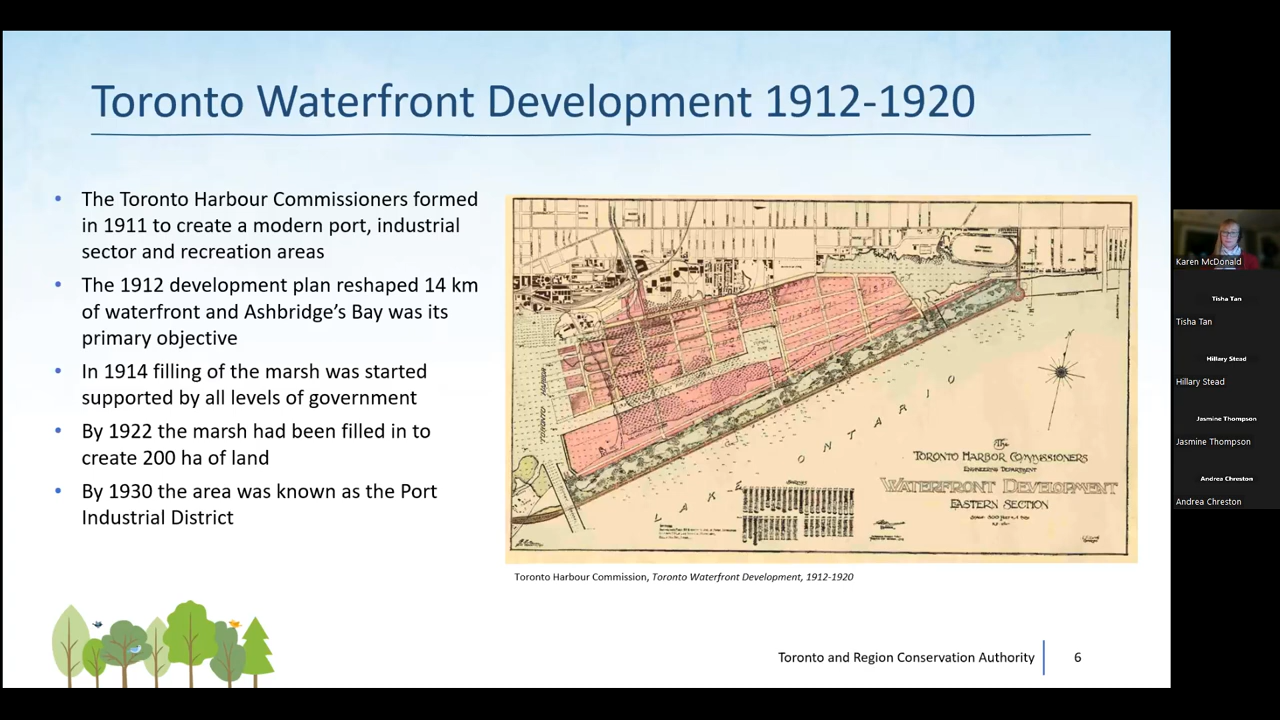 Toronto Waterfront Development 1912-1920
• The Toronto Harbour Commissioners formed
in 1911 to create a modern port, industrial
sector and recreation areas
• The 1912 development plan reshaped 14 km
of waterfront and Ashbridge's Bay was its
primary objective
• In 1914 filling of the marsh was started
supported by all levels of government
• By 1922 the marsh had been filled in to
create 200 ha of land
• By 1930 the area was known as the Port
Industrial District
LAKE ONTARIO
The
TORONTO HARBOR COMMISSIONERS
ENGINEERING DEPARTMENT
WATERFRONT DEVELOPMENT
EASTERN SECTION
Toronto Harbour Commission, Toronto Waterfront Development, 1912-1920
Toronto and Region Conservation Authority
6
Karen McDonald
Tisha Tan
Tisha Tan
Hillary Stead
Hillary Stead
Jasmine Thompson
Jasmine Thompson
Andrea Chreston
Andrea Chreston